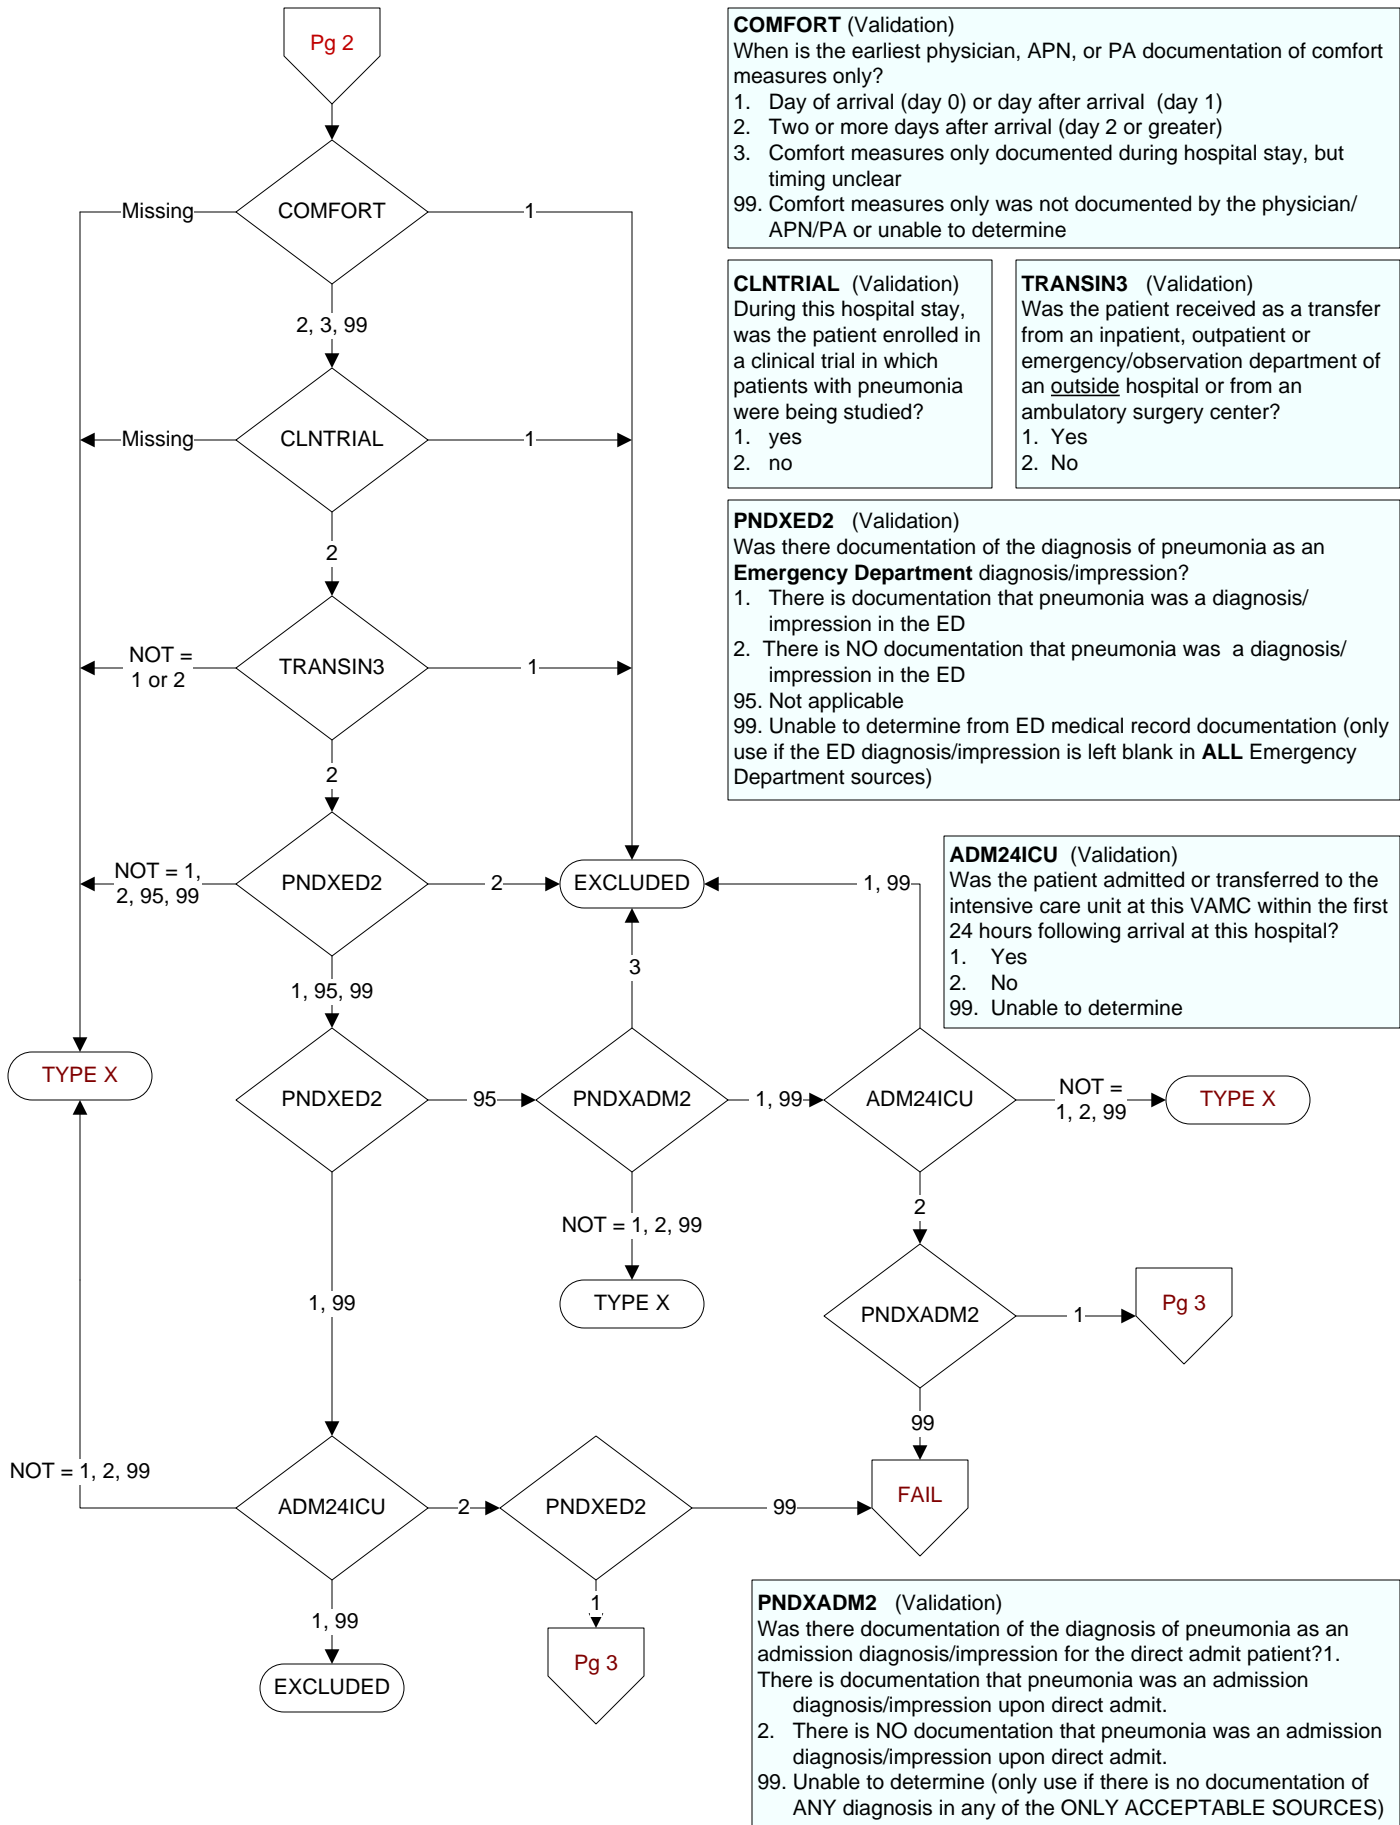 Pg 2
COMFORT (Validation)
When is the earliest physician, APN, or PA documentation of comfort
measures only?
1. Day of arrival (day 0) or day after arrival (day 1)
2. Two or more days after arrival (day 2 or greater)
3. Comfort measures only documented during hospital stay, but
timing unclear
99. Comfort measures only was not documented by the physician/
APN/PA or unable to determine
Missing
COMFORT
1
2, 3, 99
CLNTRIAL (Validation)
During this hospital stay,
was the patient enrolled in
a clinical trial in which
patients with pneumonia
were being studied?
1. yes
2. no
TRANSIN3 (Validation)
Was the patient received as a transfer
from an inpatient, outpatient or
emergency/observation department of
an outside hospital or from an
ambulatory surgery center?
1. Yes
2. No
Missing
CLNTRIAL
1
2
PNDXED2 (Validation)
Was there documentation of the diagnosis of pneumonia as an
Emergency Department diagnosis/impression?
1. There is documentation that pneumonia was a diagnosis/
impression in the ED
2. There is NO documentation that pneumonia was a diagnosis/
impression in the ED
95. Not applicable
99. Unable to determine from ED medical record documentation (only
use if the ED diagnosis/impression is left blank in ALL Emergency
Department sources)
NOT =
1 or 2
TRANSIN3
1
2
NOT = 1,
2, 95, 99
PNDXED2
2
EXCLUDED
1, 99
ADM24ICU (Validation)
Was the patient admitted or transferred to the
intensive care unit at this VAMC within the first
24 hours following arrival at this hospital?
1. Yes
2. No
99. Unable to determine
3
1, 95, 99
TYPE X
PNDXED2
95
PNDXADM2
1, 99
ADM24ICU
NOT =
1, 2, 99
TYPE X
2
NOT = 1, 2, 99
TYPE X
1, 99
PNDXADM2
1
Pg 3
99
NOT = 1, 2, 99
ADM24ICU
2
PNDXED2
99
FAIL
1, 99
EXCLUDED
1
Pg 3
PNDXADM2 (Validation)
Was there documentation of the diagnosis of pneumonia as an
admission diagnosis/impression for the direct admit patient?1.
There is documentation that pneumonia was an admission
diagnosis/impression upon direct admit.
2. There is NO documentation that pneumonia was an admission
diagnosis/impression upon direct admit.
99. Unable to determine (only use if there is no documentation of
ANY diagnosis in any of the ONLY ACCEPTABLE SOURCES)